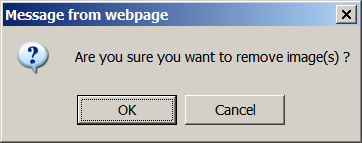 Message from webpage
Are you sure you want to remove image(s) ?
OK
Cancel